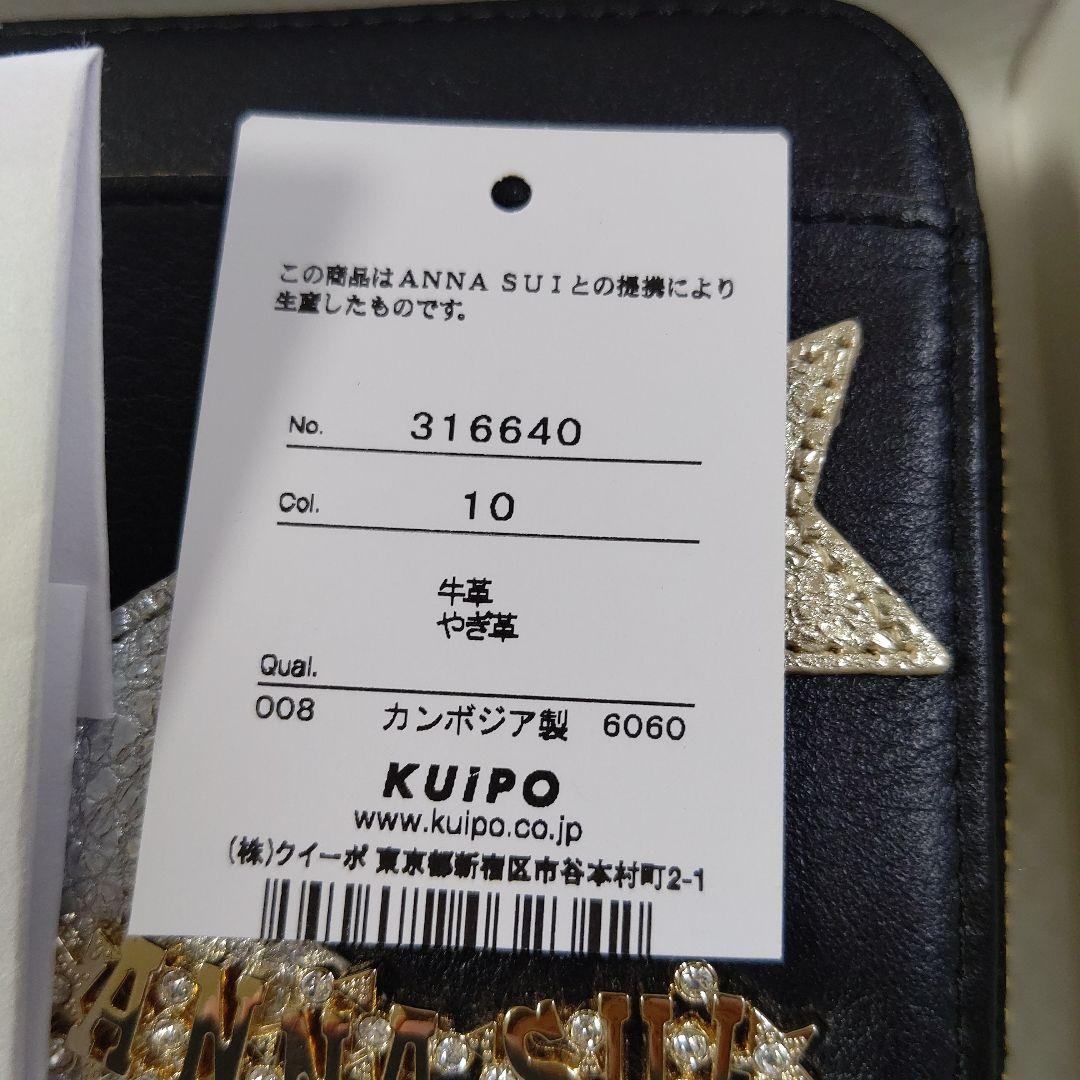 この商品はANNA SUIとの提携により
生産したものです。
No. 316640
Col. 10
牛革
やぎ革
Qual.
008 カンボジア製 6060
KUiPO
www.kuipo.co.jp
(株)クイーポ 東京都新宿区市谷本村町2-1
ANNA SUI